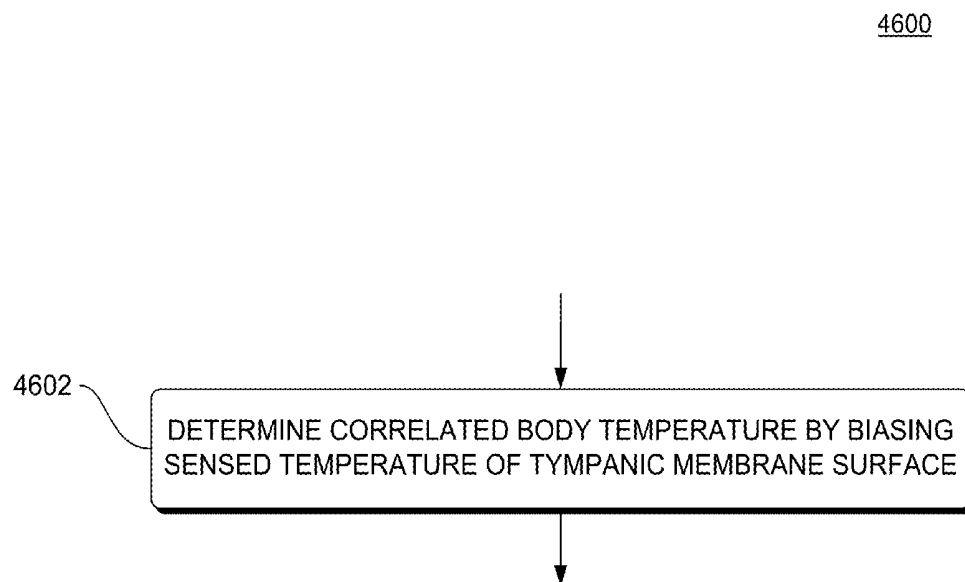 4600
4602
DETERMINE CORRELATED BODY TEMPERATURE BY BIASING
SENSED TEMPERATURE OF TYMPANIC MEMBRANE SURFACE